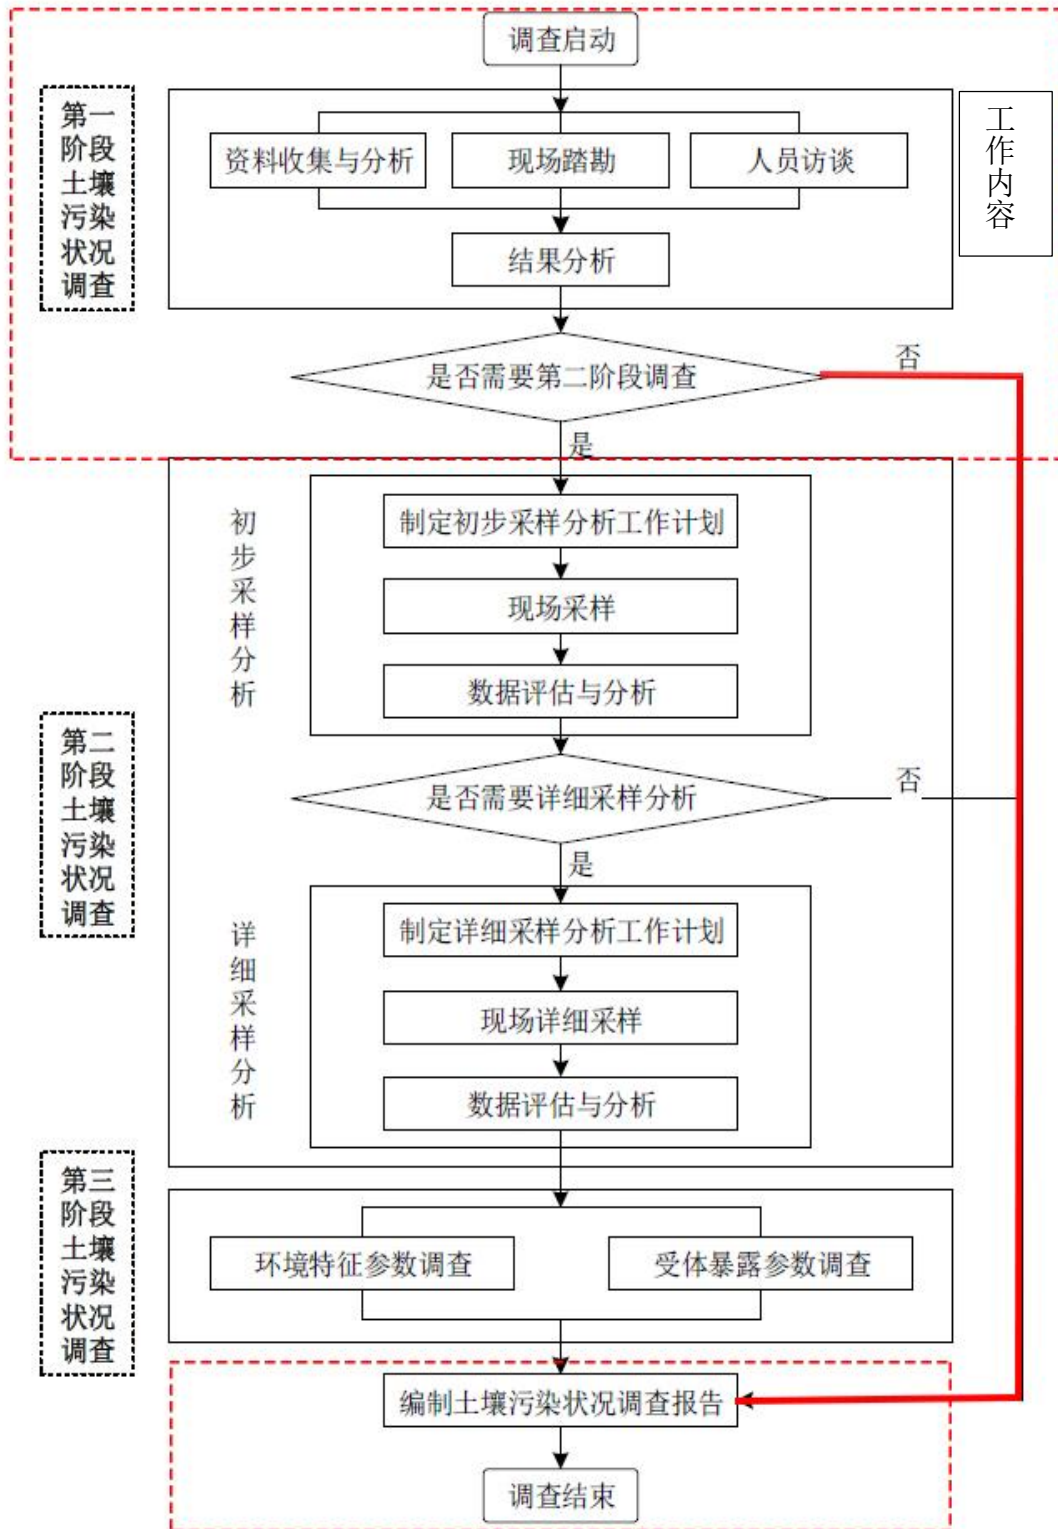 调查启动
第一
阶段
土壤
污染
状况
调查
工作内容
资料收集与分析
现场踏勘
人员访谈
结果分析
是否需要第二阶段调查
否
是
初步采样分析
制定初步采样分析工作计划
现场采样
数据评估与分析
第二
阶段
土壤
污染
状况
调查
是否需要详细采样分析
否
是
详细采样分析
制定详细采样分析工作计划
现场详细采样
数据评估与分析
第三
阶段
土壤
污染
状况
调查
环境特征参数调查
受体暴露参数调查
编制土壤污染状况调查报告
调查结束